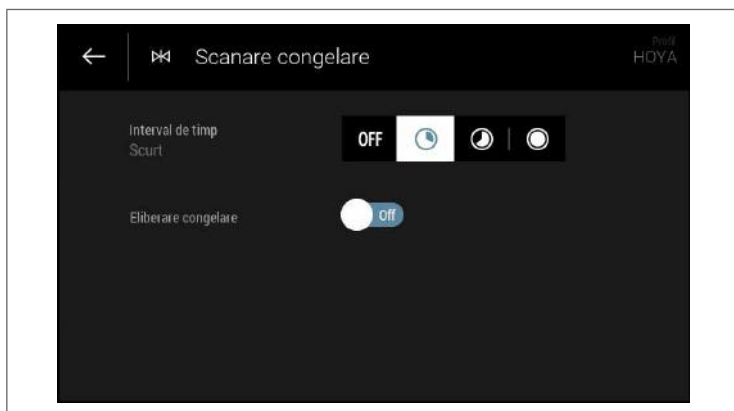 Scanare congelare
Profil
HOYA
Interval de timp
Scurt
OFF
Eliberare congelare
Off